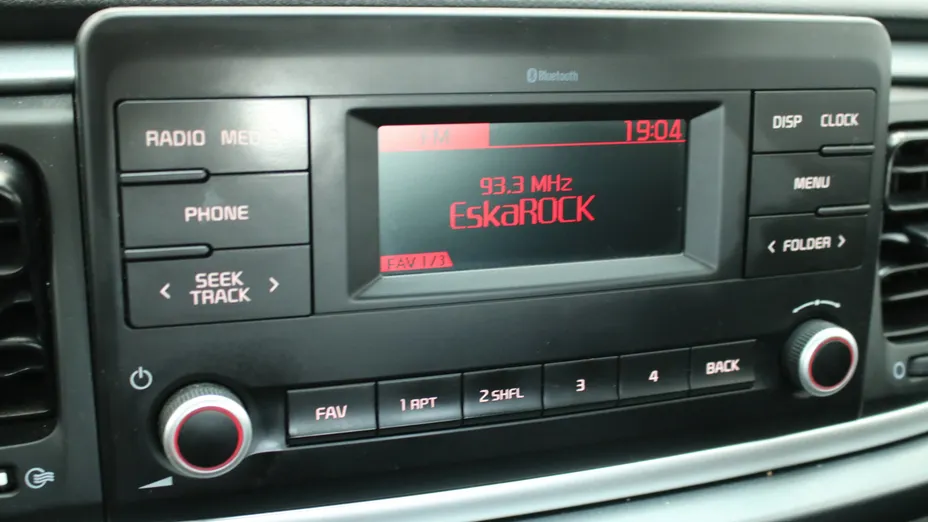 Bluetooth
RADIO MEDIA
PHONE
SEEK
TRACK
FM 19:04
93.3 MHz
EskaROCK
FAV 1/3
DISP CLOCK
MENU
FOLDER
FAV
1 RPT
2 SHFL
3
4
BACK